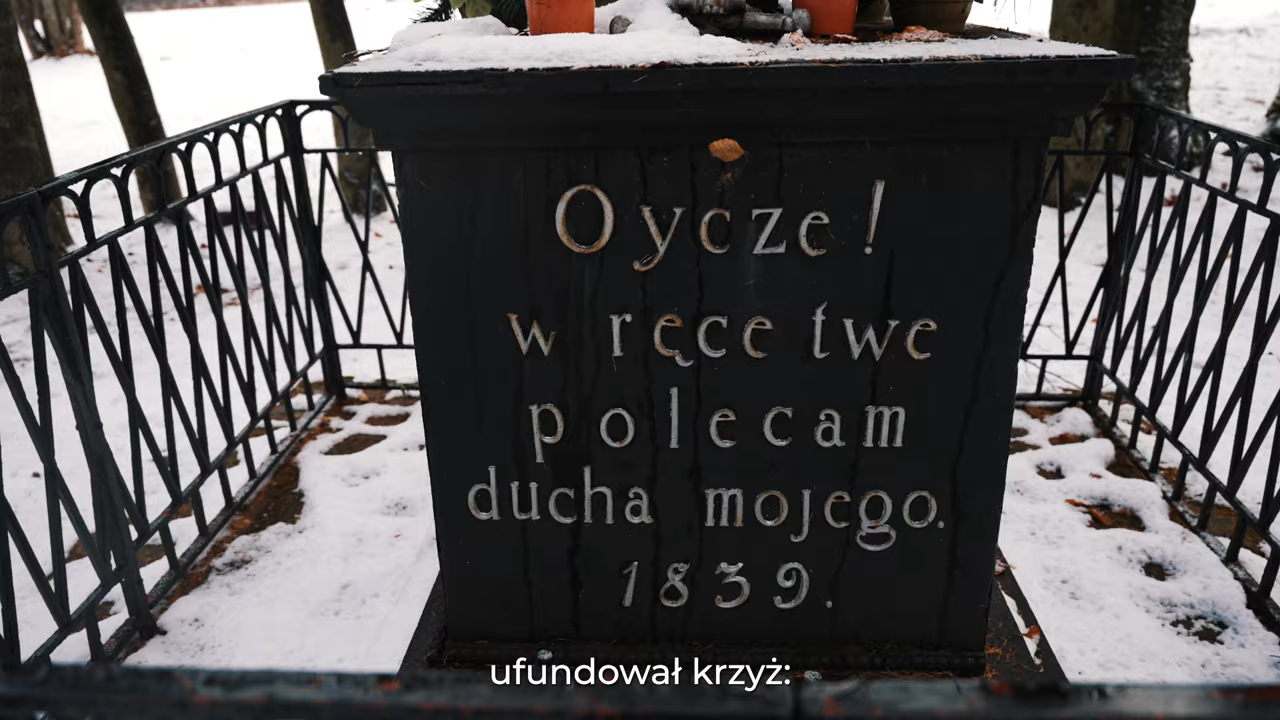 Oycze!
w ręce twe
polecam
ducha mojego.
1839.
ufundował krzyż: